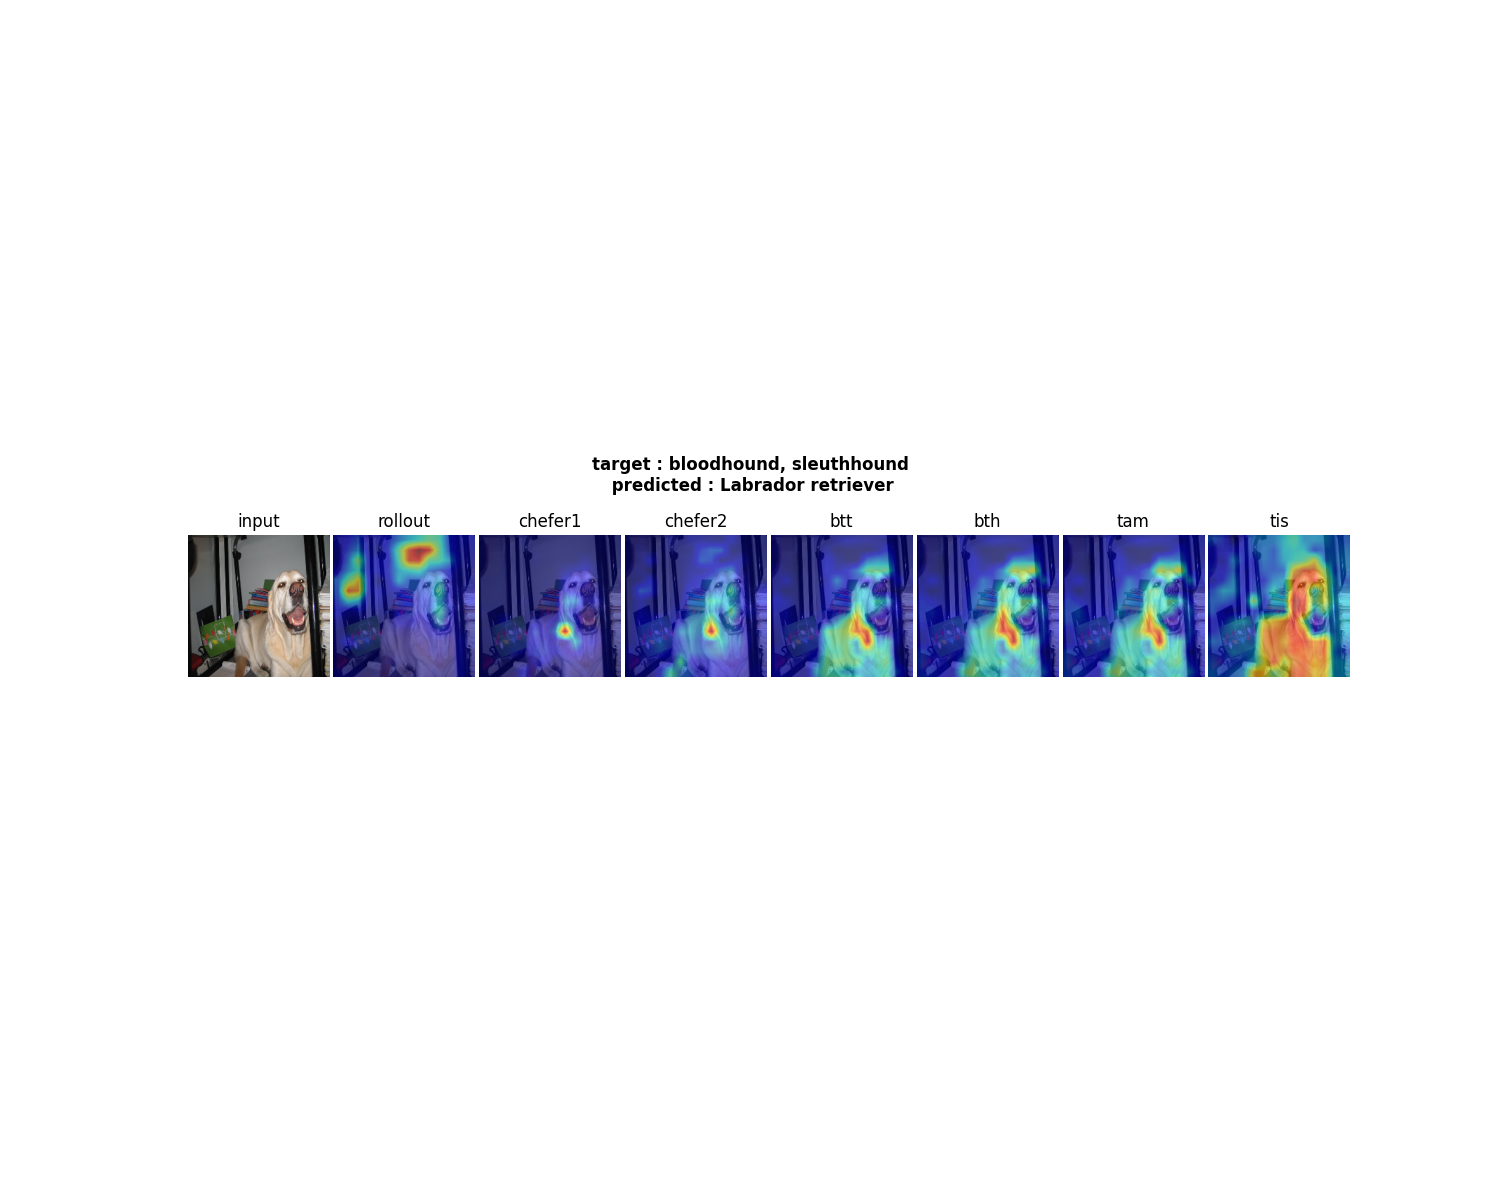 target : bloodhound, sleuthhound
predicted : Labrador retriever
input rollout chefer1 chefer2 btt bth tam tis